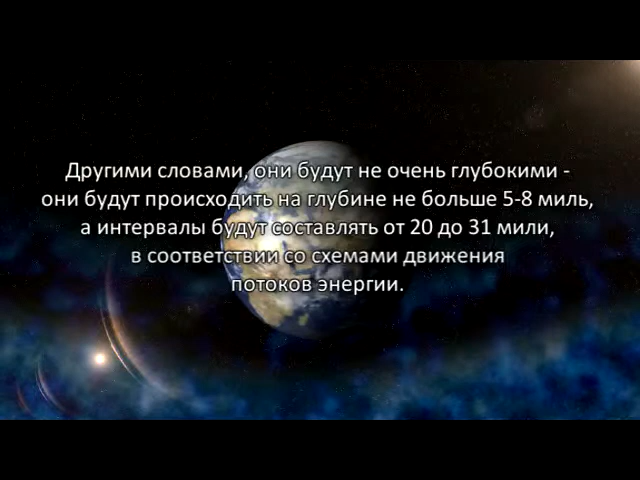 Другими словами, они будут не очень глубокими -
они будут происходить на глубине не больше 5-8 миль,
а интервалы будут составлять от 20 до 31 мили,
в соответствии со схемами движения
потоков энергии.